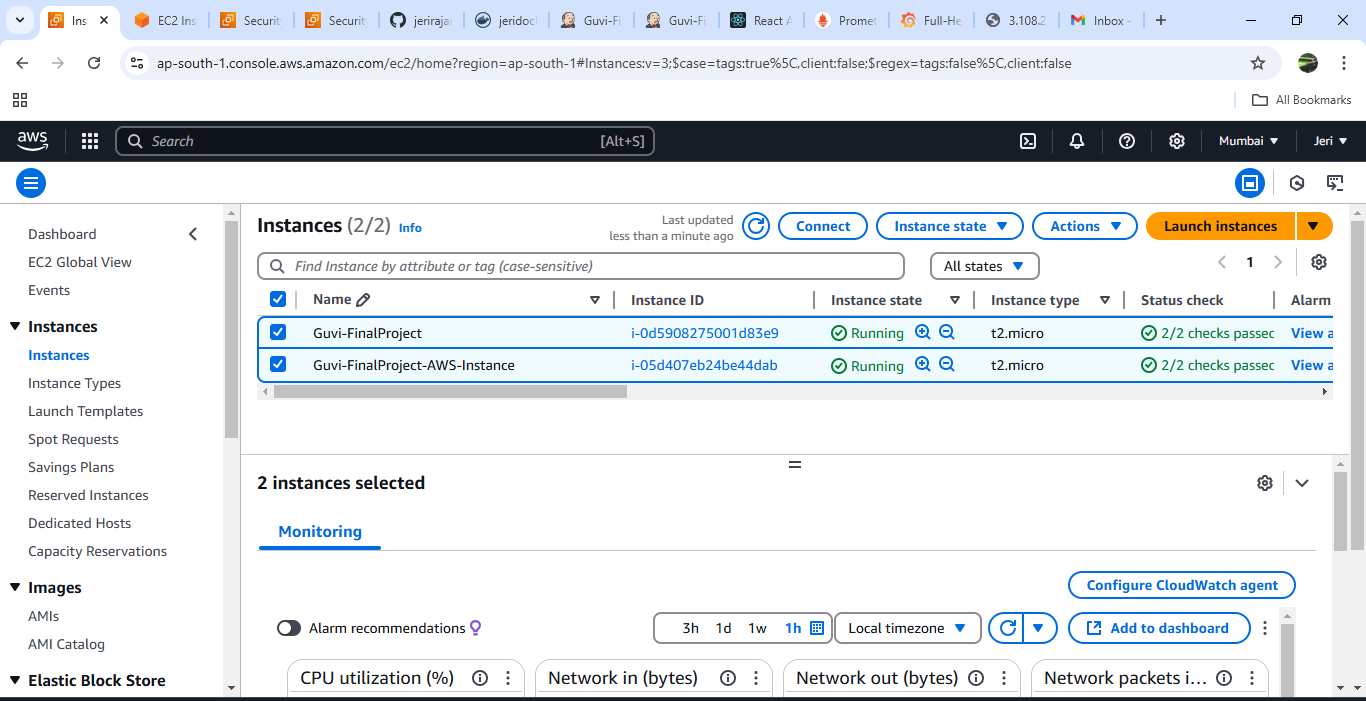 Ins
EC2 Ins
Securit
Securit
jeriraja
jeridoc
Guvi-Fi
Guvi-Fi
React A
Promet
Full-He
3.108.2
Inbox -
ap-south-1.console.aws.amazon.com/ec2/home?region=ap-south-1#Instances:v=3;$case=tags:true%5C,client:false;$regex=tags:false%5C,client:false
All Bookmarks
aws
Search
[Alt+S]
Mumbai
Jeri
Dashboard
EC2 Global View
Events
Instances
Instances
Instance Types
Launch Templates
Spot Requests
Savings Plans
Reserved Instances
Dedicated Hosts
Capacity Reservations
Images
AMIs
AMI Catalog
Elastic Block Store
Instances (2/2) Info
Last updated
less than a minute ago
Connect
Instance state
Actions
Launch instances
Find Instance by attribute or tag (case-sensitive)
All states
1
Name Instance ID Instance state Instance type Status check Alarm
Guvi-FinalProject i-0d5908275001d83e9 Running t2.micro 2/2 checks passec View a
Guvi-FinalProject-AWS-Instance i-05d407eb24be44dab Running t2.micro 2/2 checks passec View a
2 instances selected
Monitoring
Configure CloudWatch agent
Alarm recommendations
3h 1d 1w 1h
Local timezone
Add to dashboard
CPU utilization (%)
Network in (bytes)
Network out (bytes)
Network packets i...